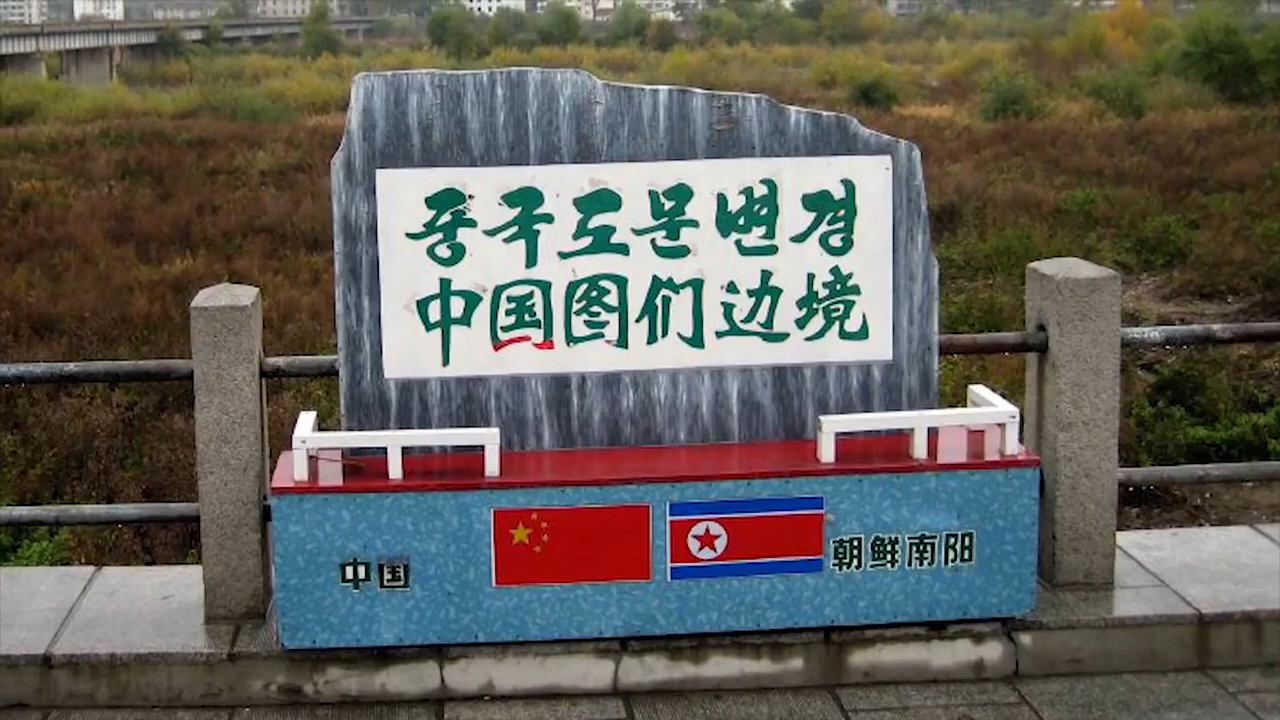 중국도문변경
中国图们边境
中国
朝鲜南阳